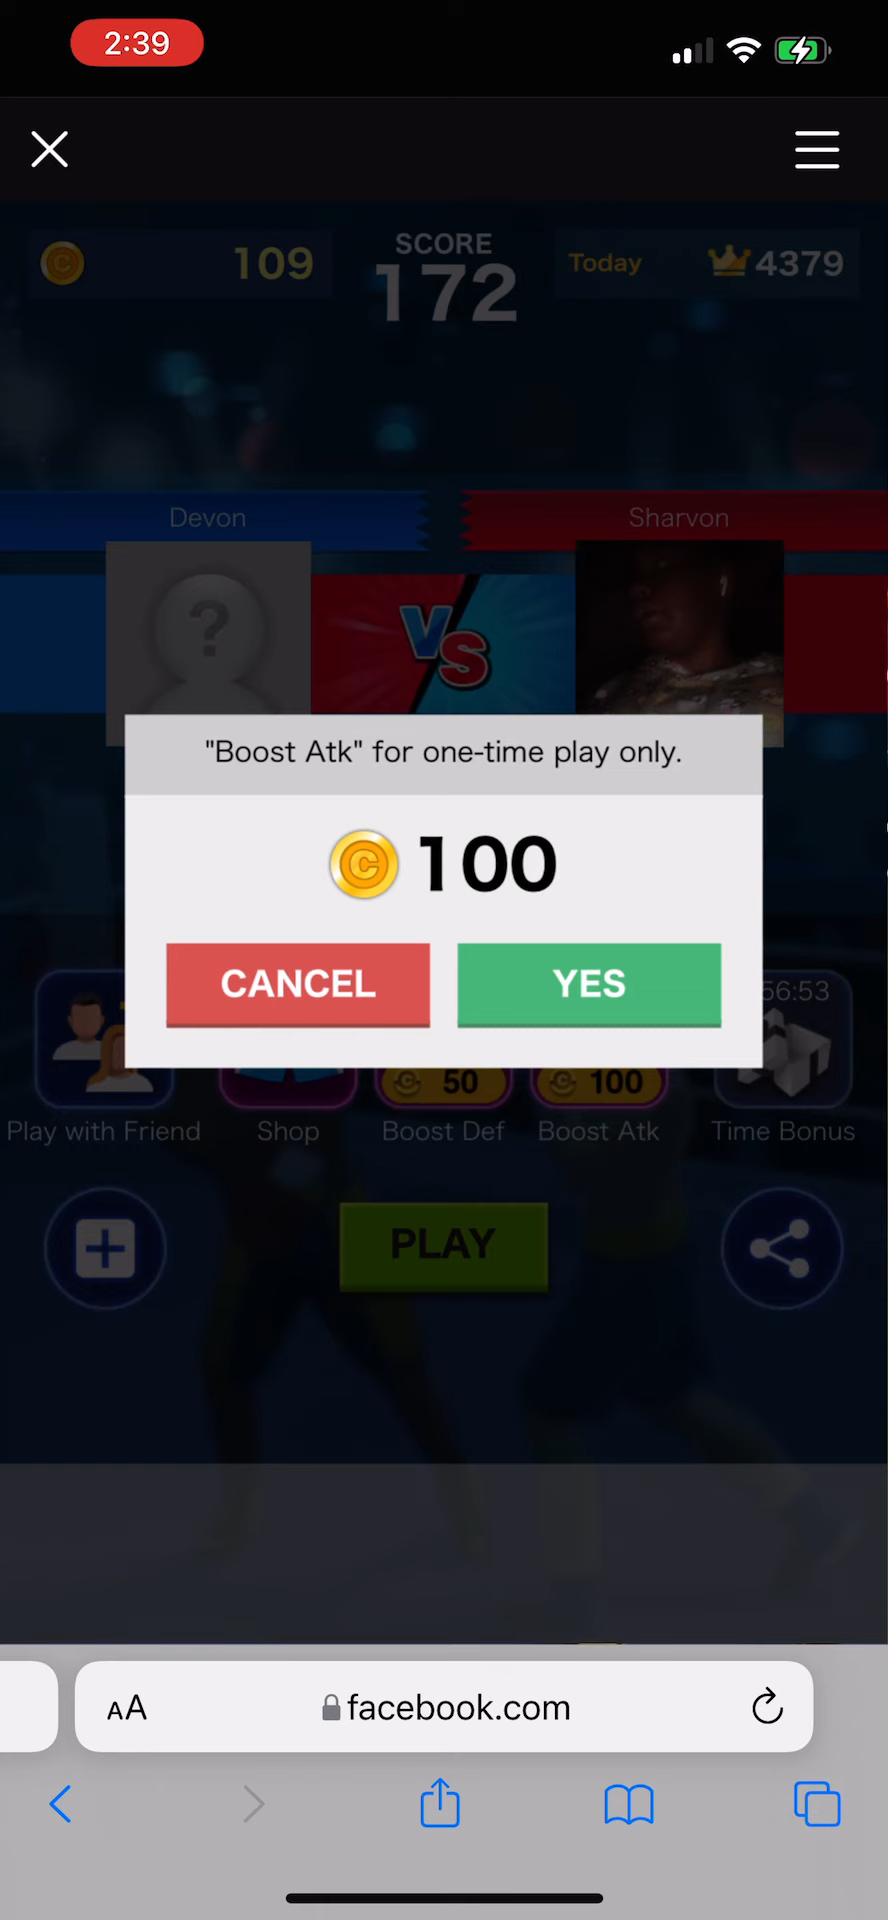 2:39
109
SCORE
172
Today
4379
Devon
Sharvon
?
VS
"Boost Atk" for one-time play only.
C 100
CANCEL
YES
56:53
C 50
C 100
Play with Friend
Shop
Boost Def
Boost Atk
Time Bonus
PLAY
AA
facebook.com